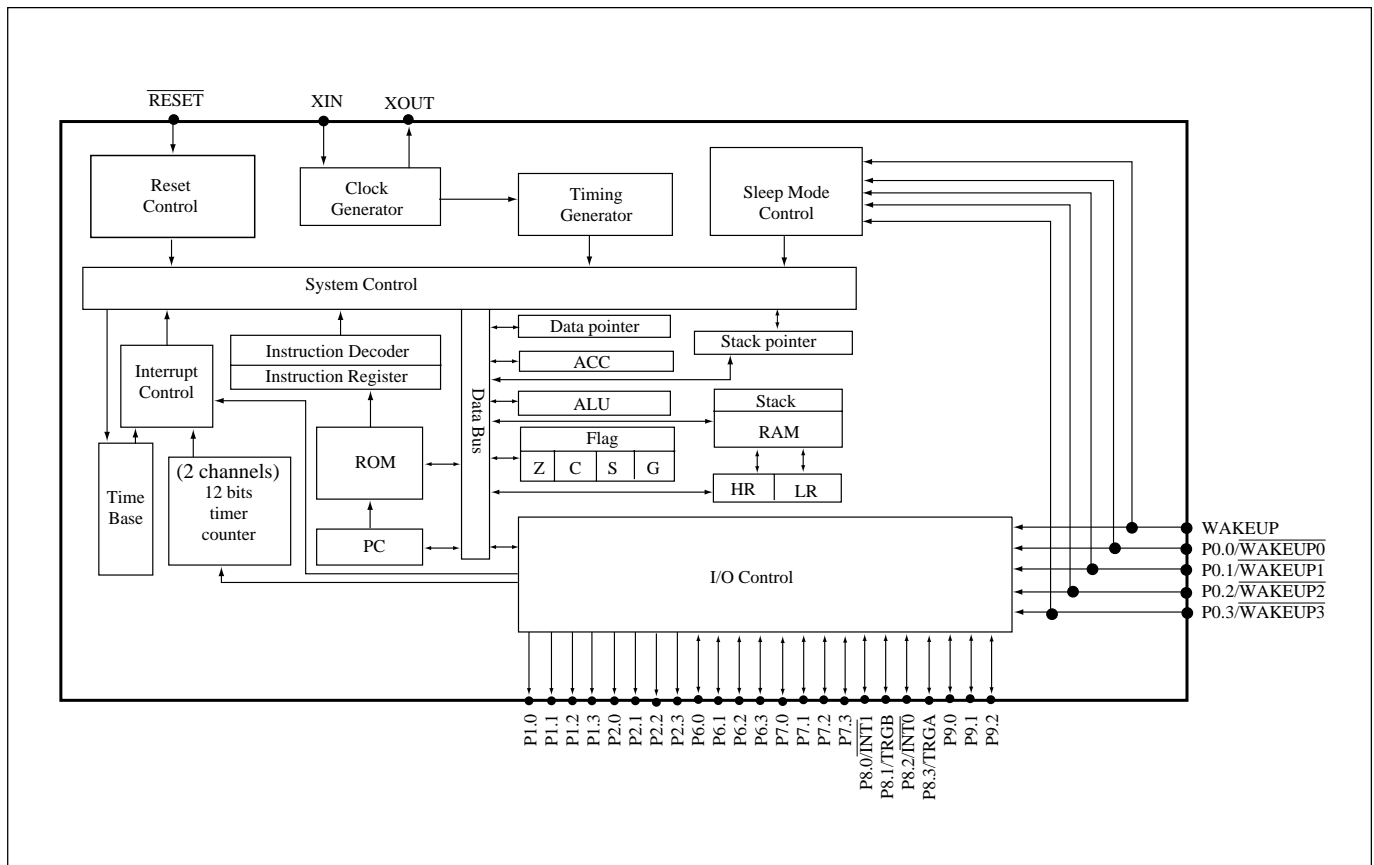 RESET
XIN
XOUT
Reset
Control
Clock
Generator
Timing
Generator
Sleep Mode
Control
System Control
Data pointer
Stack pointer
Instruction Decoder
Instruction Register
Interrupt
Control
ACC
Data Bus
ALU
Stack
RAM
Flag
Z
C
S
G
HR
LR
ROM
(2 channels)
12 bits
timer
counter
Time
Base
PC
I/O Control
WAKEUP
P0.0/WAKEUP0
P0.1/WAKEUP1
P0.2/WAKEUP2
P0.3/WAKEUP3
P1.0
P1.1
P1.2
P1.3
P2.0
P2.1
P2.2
P2.3
P6.0
P6.1
P6.2
P6.3
P7.0
P7.1
P7.2
P7.3
P8.0/INT1
P8.1/TRGB
P8.2/INT0
P8.3/TRGA
P9.0
P9.1
P9.2